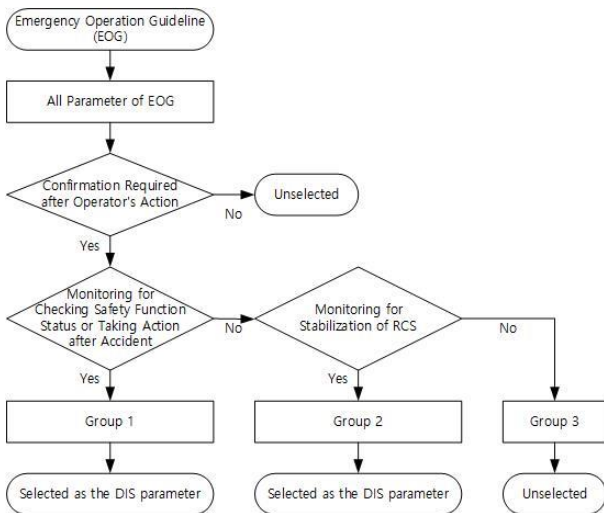 Emergency Operation Guideline
(EOG)
All Parameter of EOG
Confirmation Required
after Operator's Action
No
Unselected
Yes
Monitoring for
Checking Safety Function
Status or Taking Action
after Accident
No
Monitoring for
Stabilization of RCS
No
Yes
Yes
Group 1
Group 2
Group 3
Selected as the DIS parameter
Selected as the DIS parameter
Unselected